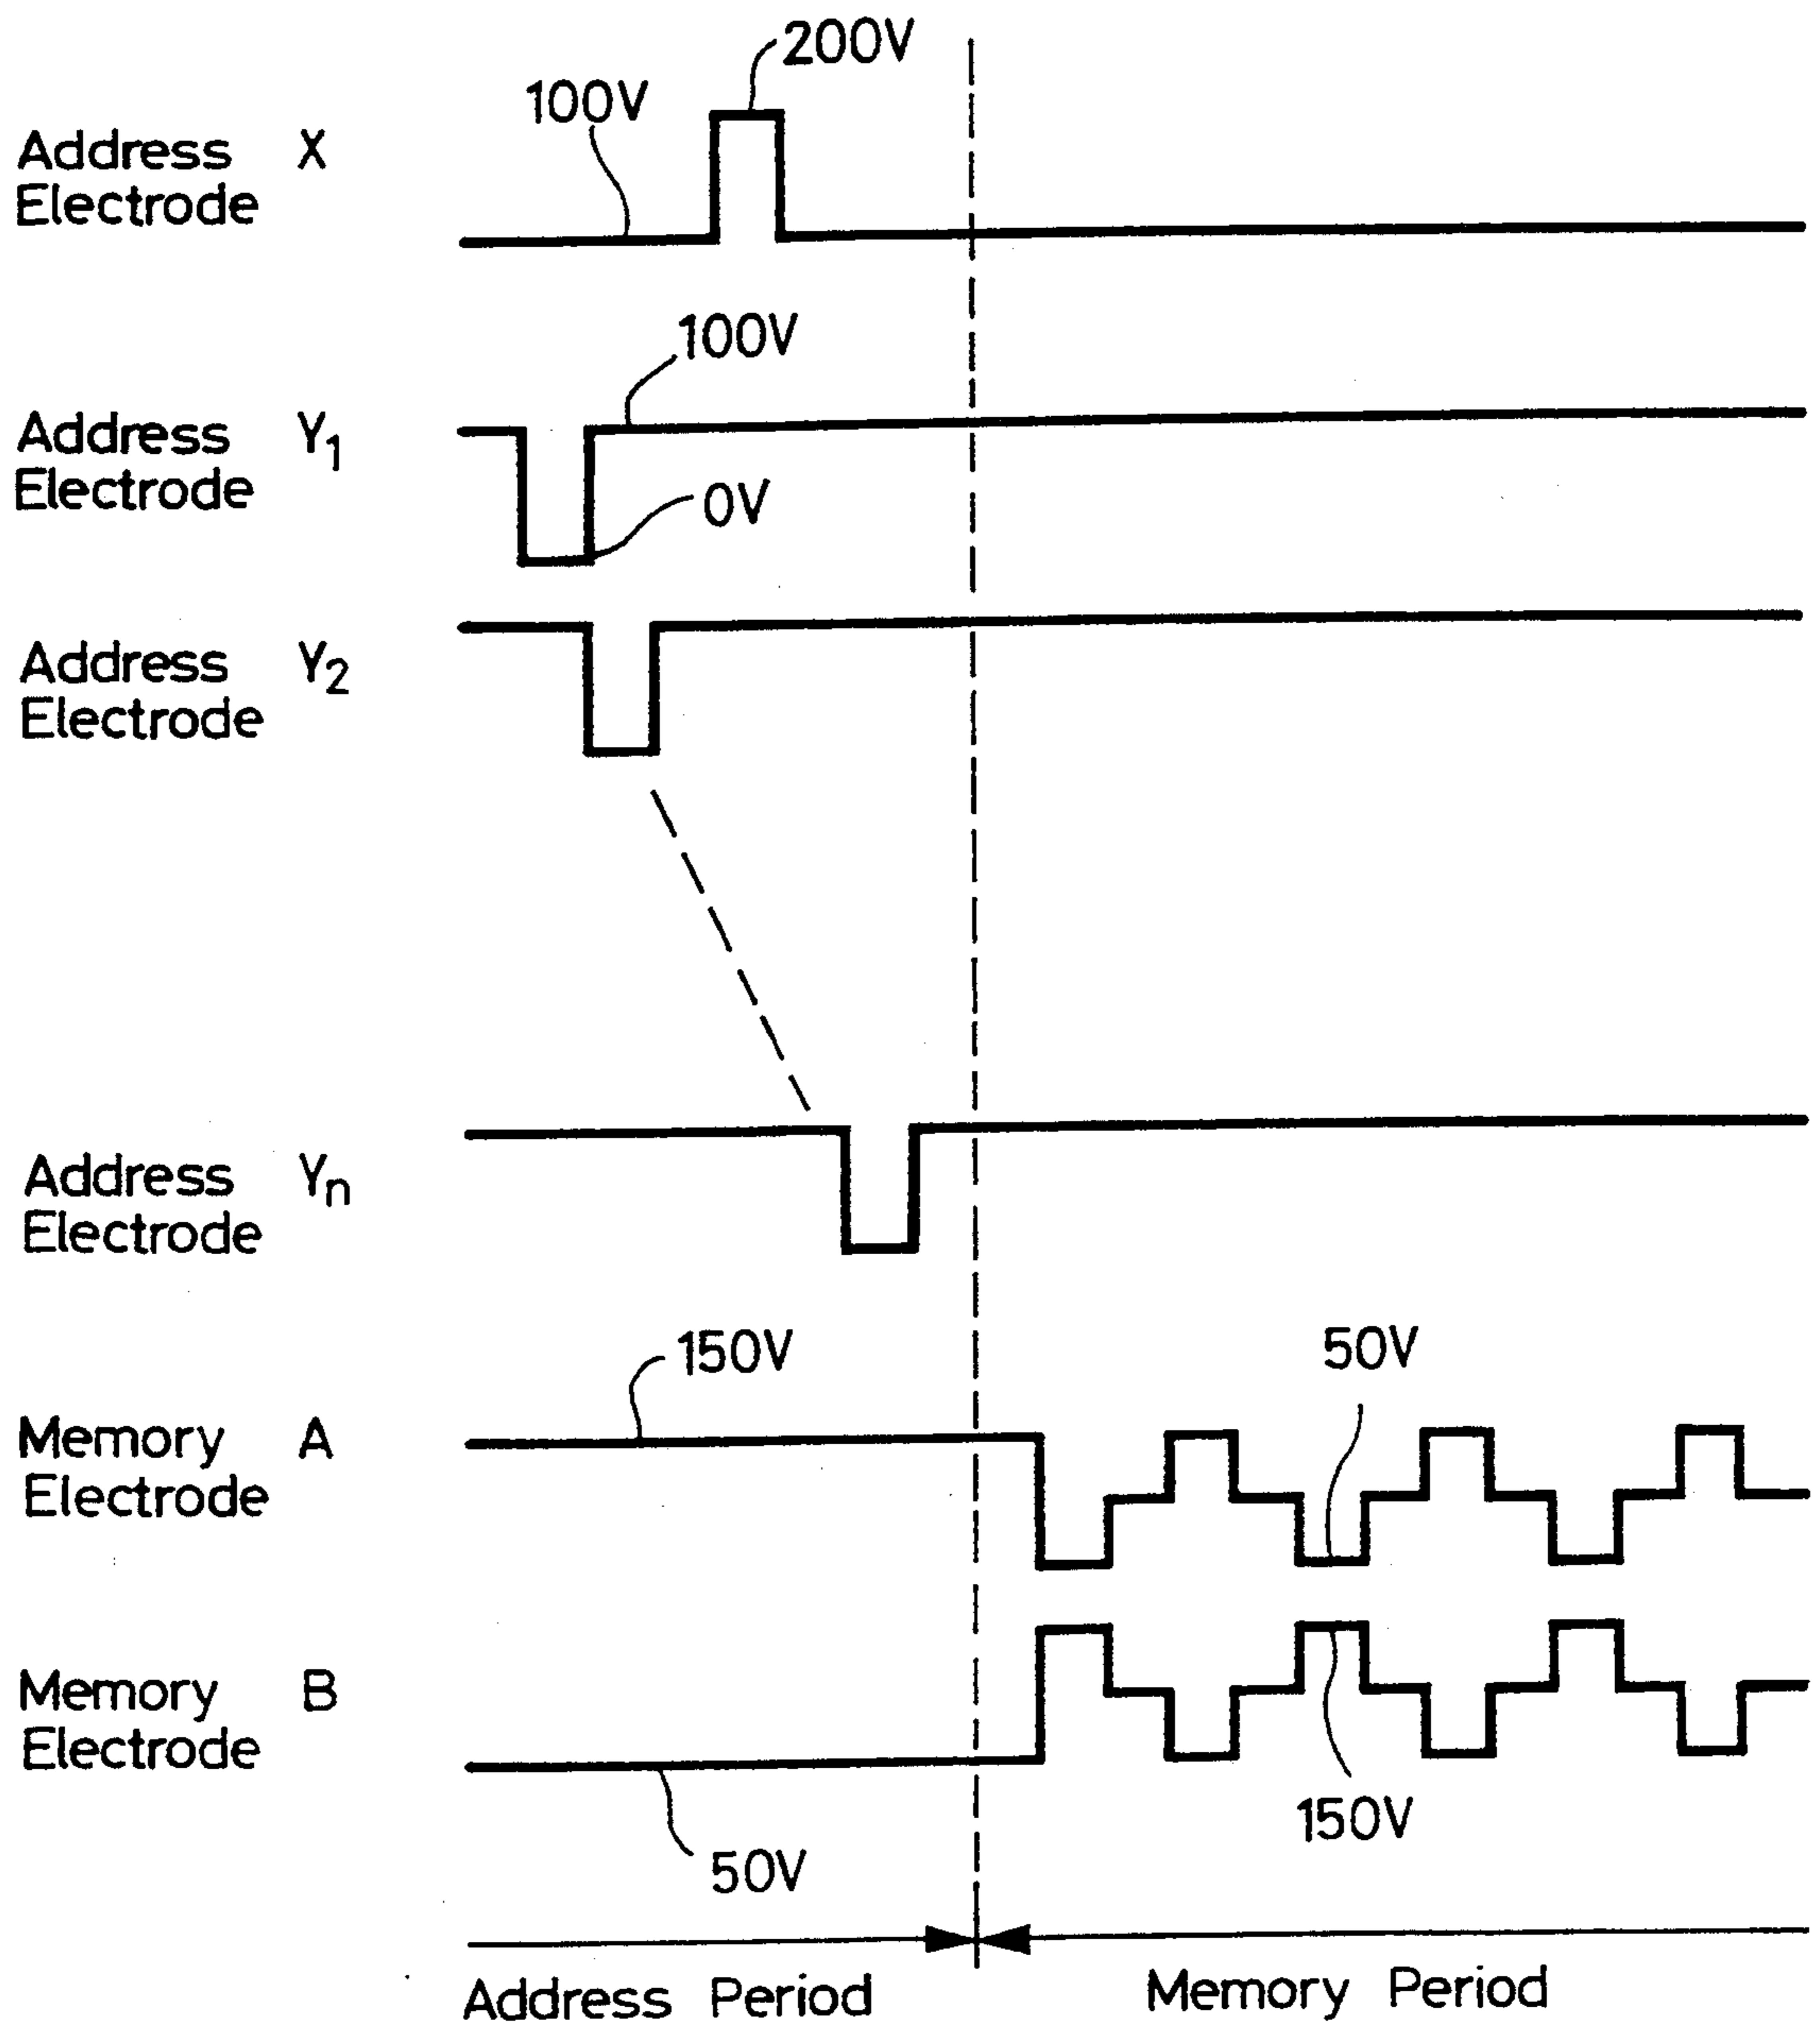 200V
100V
Address X
Electrode
100V
Address Y1
Electrode
0V
Address Y2
Electrode
Address Yn
Electrode
150V
50V
Memory A
Electrode
Memory B
Electrode
150V
50V
Address Period
Memory Period